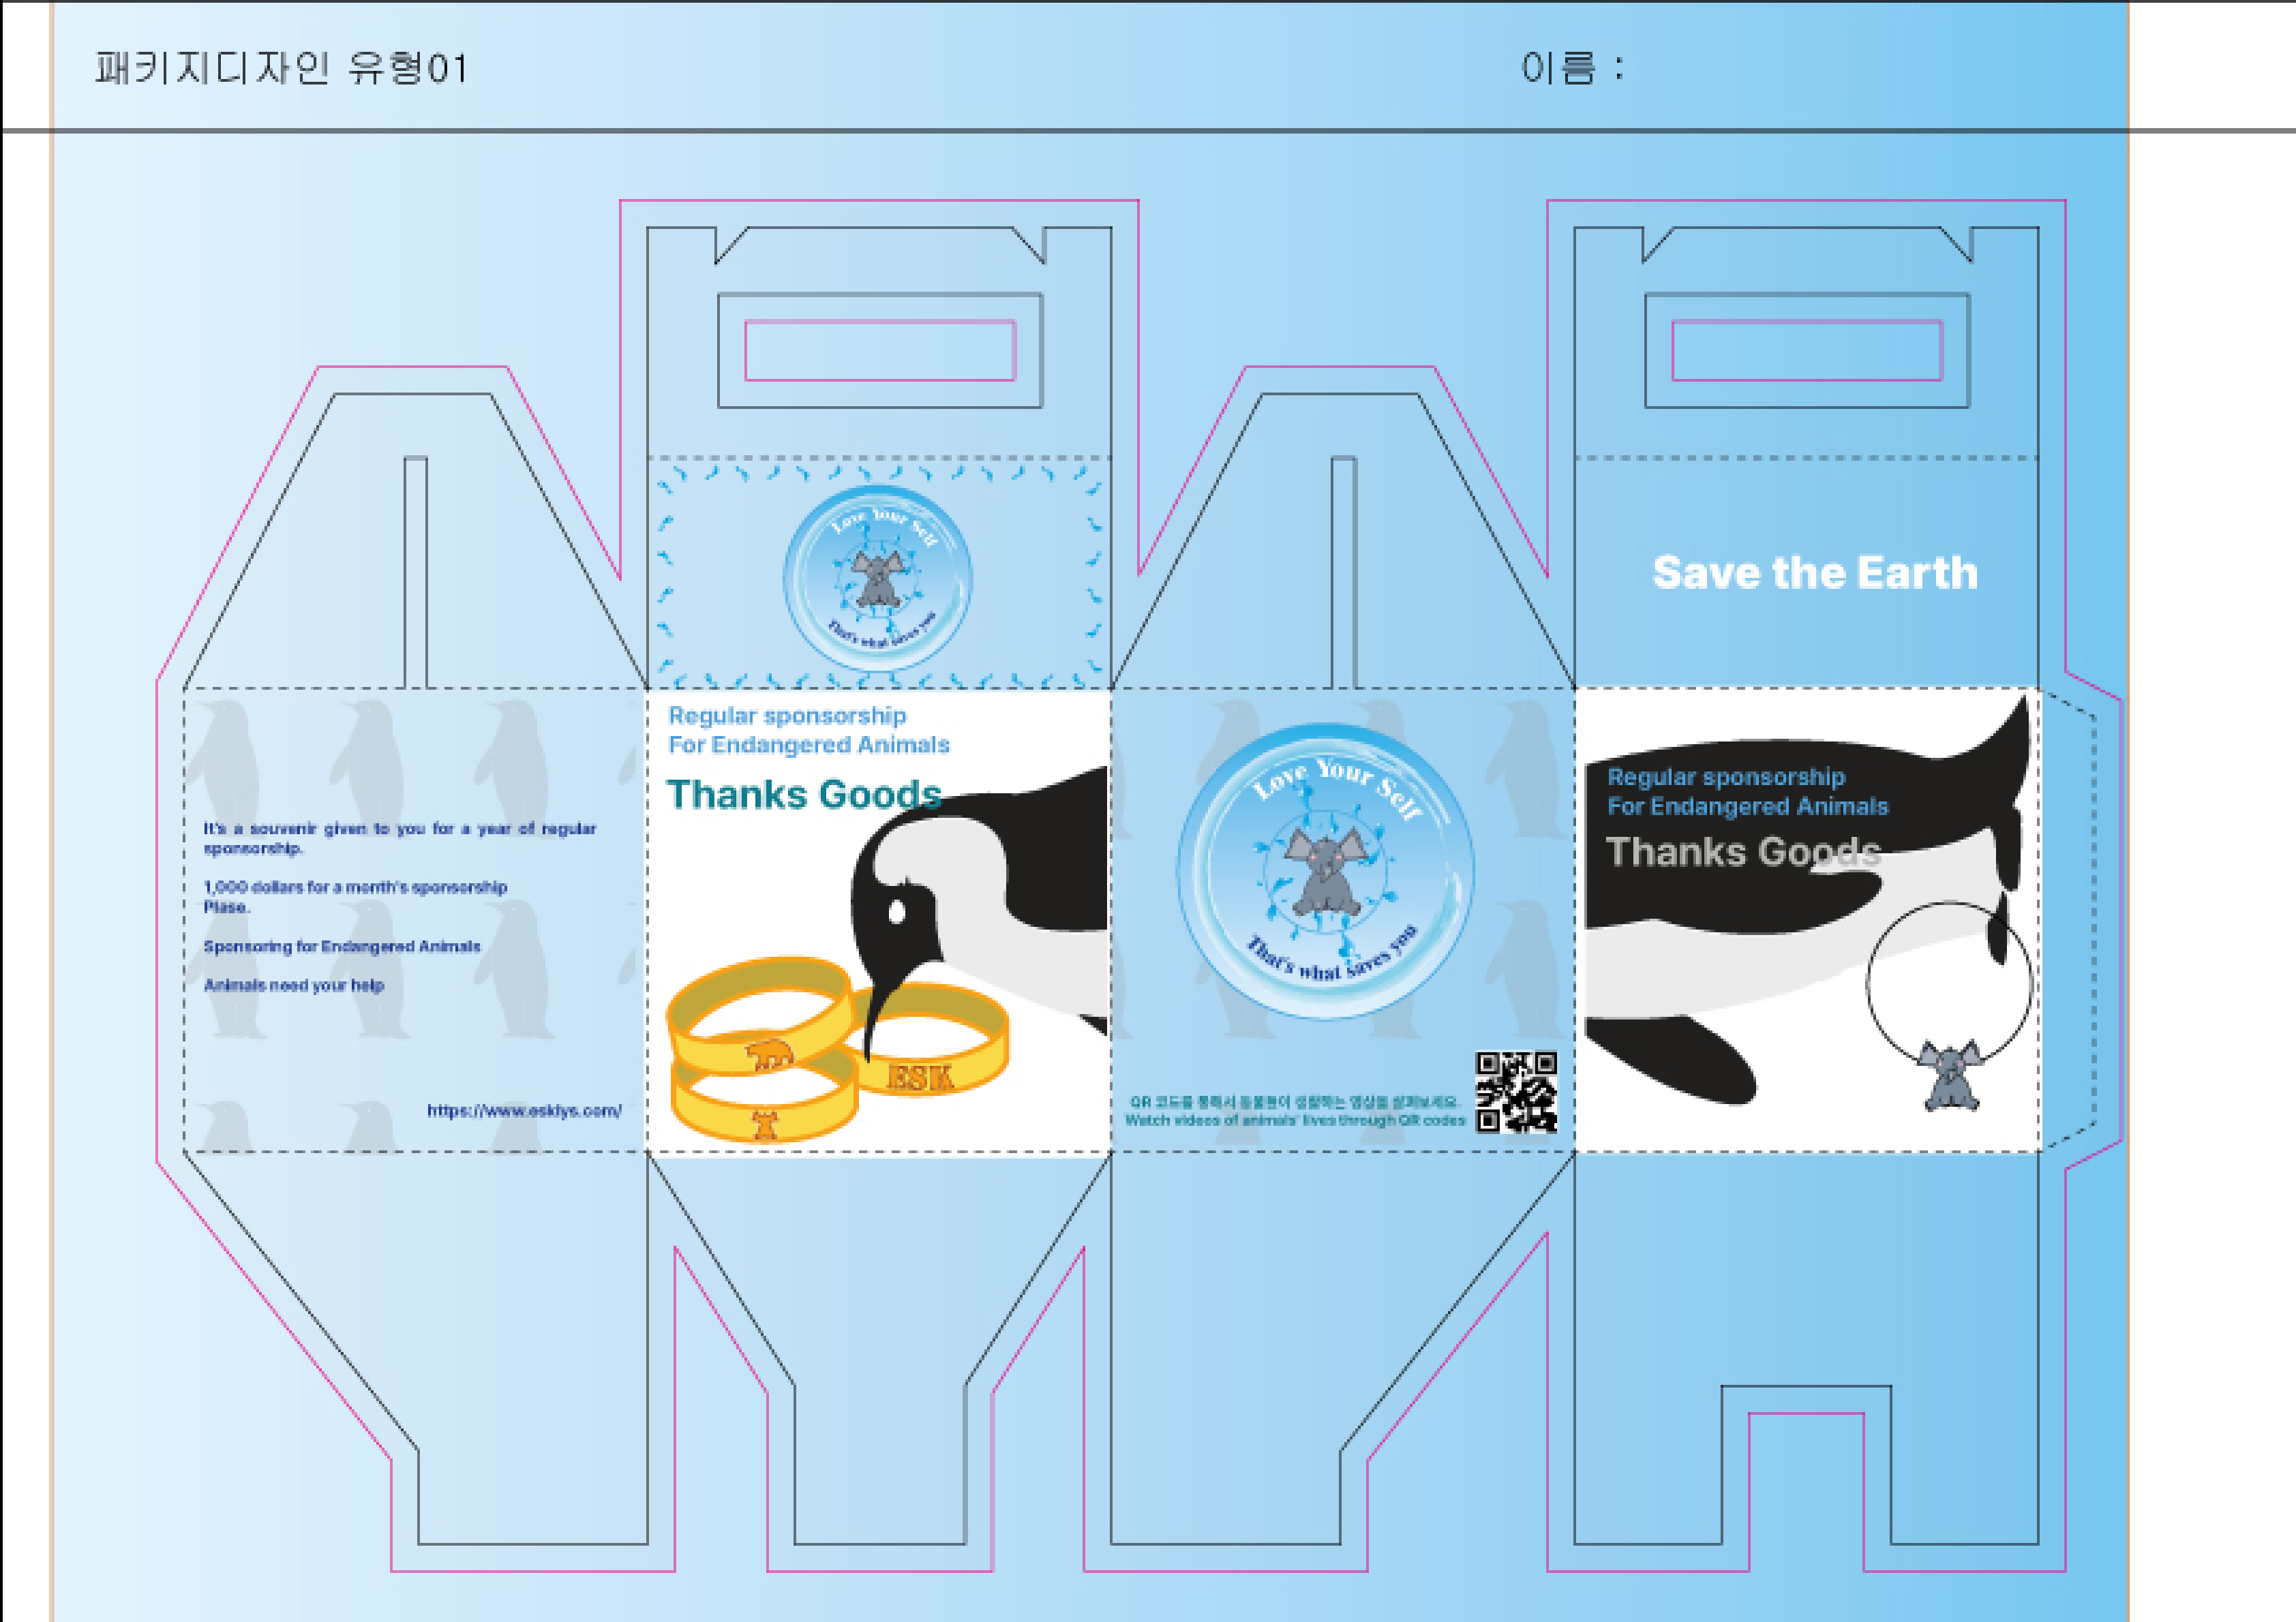 패키지디자인 유형01
이름 :
Love Your Self
That's what saves you
Save the Earth
It's a souvenir given to you for a year of regular
sponsorship.
1,000 dollars for a month's sponsorship
Plase.
Sponsoring for Endangered Animals
Animals need your help
https://www.esklys.com/
Regular sponsorship
For Endangered Animals
Thanks Goods
ESK
Love Your Self
That's what saves you
QR 코드를 통해서 동물들이 생활하는 영상을 살펴보세요.
Watch videos of animals' lives through QR codes
Regular sponsorship
For Endangered Animals
Thanks Goods